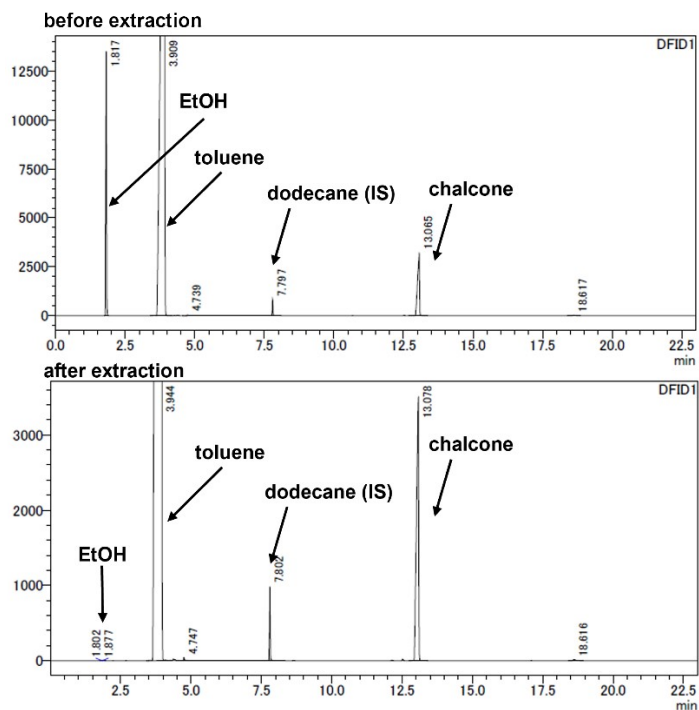 before extraction
DFID1
1.817
3.909
EtOH
toluene
dodecane (IS)
chalcone
4.739
7.797
13.065
18.617
12500
10000
7500
5000
2500
0
0.0 2.5 5.0 7.5 10.0 12.5 15.0 17.5 20.0 22.5
min
after extraction
DFID1
3.944
13.078
toluene
chalcone
dodecane (IS)
EtOH
1.802
1.877
4.747
7.802
18.616
3000
2000
1000
0
2.5 5.0 7.5 10.0 12.5 15.0 17.5 20.0 22.5
min